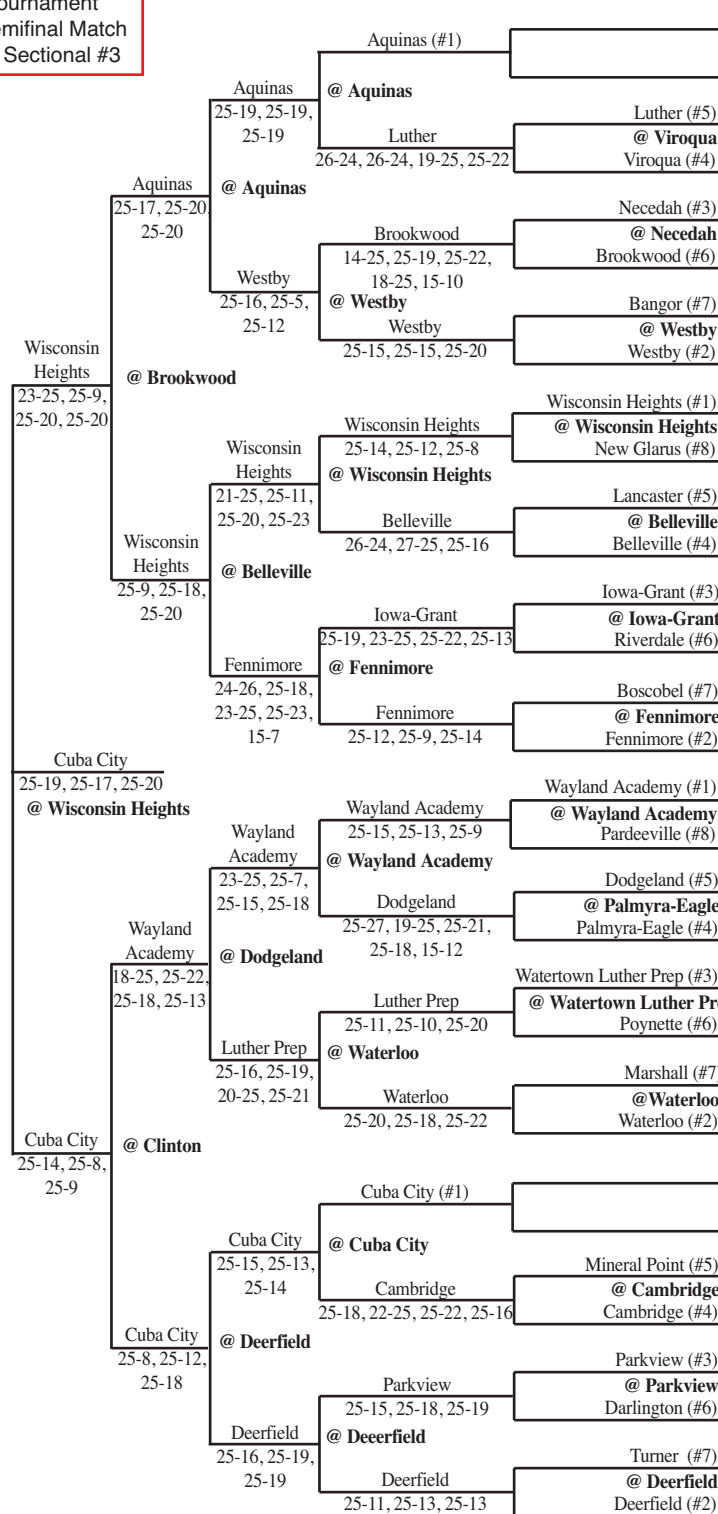 ournament
emifinal Match
Sectional #3
Aquinas (#1)
Aquinas
25-19, 25-19,
25-19
@ Aquinas
Luther
26-24, 26-24, 19-25, 25-22
Luther (#5)
@ Viroqua
Viroqua (#4)
Aquinas
25-17, 25-20,
25-20
@ Aquinas
Necedah (#3)
@ Necedah
Brookwood (#6)
Brookwood
14-25, 25-19, 25-22,
18-25, 15-10
Westby
25-16, 25-5,
25-12
@ Westby
Westby
25-15, 25-15, 25-20
Bangor (#7)
@ Westby
Westby (#2)
Wisconsin
Heights
23-25, 25-9,
25-20, 25-20
@ Brookwood
Wisconsin Heights (#1)
@ Wisconsin Heights
New Glarus (#8)
Wisconsin Heights
25-14, 25-12, 25-8
Wisconsin
Heights
21-25, 25-11,
25-20, 25-23
@ Wisconsin Heights
Belleville
26-24, 27-25, 25-16
Lancaster (#5)
@ Belleville
Belleville (#4)
Wisconsin
Heights
25-9, 25-18,
25-20
@ Belleville
Iowa-Grant (#3)
@ Iowa-Grant
Riverdale (#6)
Iowa-Grant
25-19, 23-25, 25-22, 25-13
Fennimore
24-26, 25-18,
23-25, 25-23,
15-7
@ Fennimore
Fennimore
25-12, 25-9, 25-14
Boscobel (#7)
@ Fennimore
Fennimore (#2)
Cuba City
25-19, 25-17, 25-20
@ Wisconsin Heights
Wayland Academy (#1)
@ Wayland Academy
Pardeeville (#8)
Wayland Academy
25-15, 25-13, 25-9
Wayland
Academy
23-25, 25-7,
25-15, 25-18
@ Wayland Academy
Dodgeland
25-27, 19-25, 25-21,
25-18, 15-12
Dodgeland (#5)
@ Palmyra-Eagle
Palmyra-Eagle (#4)
Wayland
Academy
18-25, 25-22,
25-18, 25-13
@ Dodgeland
Watertown Luther Prep (#3)
@ Watertown Luther Pre
Poynette (#6)
Luther Prep
25-11, 25-10, 25-20
Luther Prep
25-16, 25-19,
20-25, 25-21
@ Waterloo
Waterloo
25-20, 25-18, 25-22
Marshall (#7)
@Waterloo
Waterloo (#2)
Cuba City
25-14, 25-8,
25-9
@ Clinton
Cuba City (#1)
Cuba City
25-15, 25-13,
25-14
@ Cuba City
Cambridge
25-18, 22-25, 25-22, 25-16
Mineral Point (#5)
@ Cambridge
Cambridge (#4)
Cuba City
25-8, 25-12,
25-18
@ Deerfield
Parkview (#3)
@ Parkview
Darlington (#6)
Parkview
25-15, 25-18, 25-19
Deerfield
25-16, 25-19,
25-19
@ Deeerfield
Deerfield
25-11, 25-13, 25-13
Turner (#7)
@ Deerfield
Deerfield (#2)